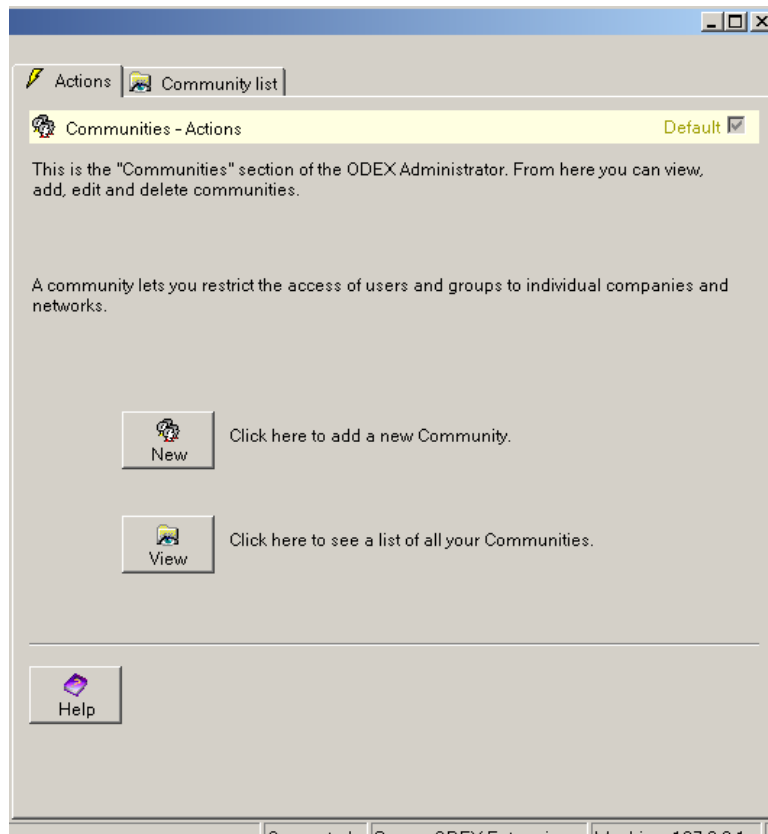 Actions
Community list
Communities - Actions
Default
This is the "Communities" section of the ODEX Administrator. From here you can view,
add, edit and delete communities.
A community lets you restrict the access of users and groups to individual companies and
networks.
New
Click here to add a new Community.
View
Click here to see a list of all your Communities.
Help